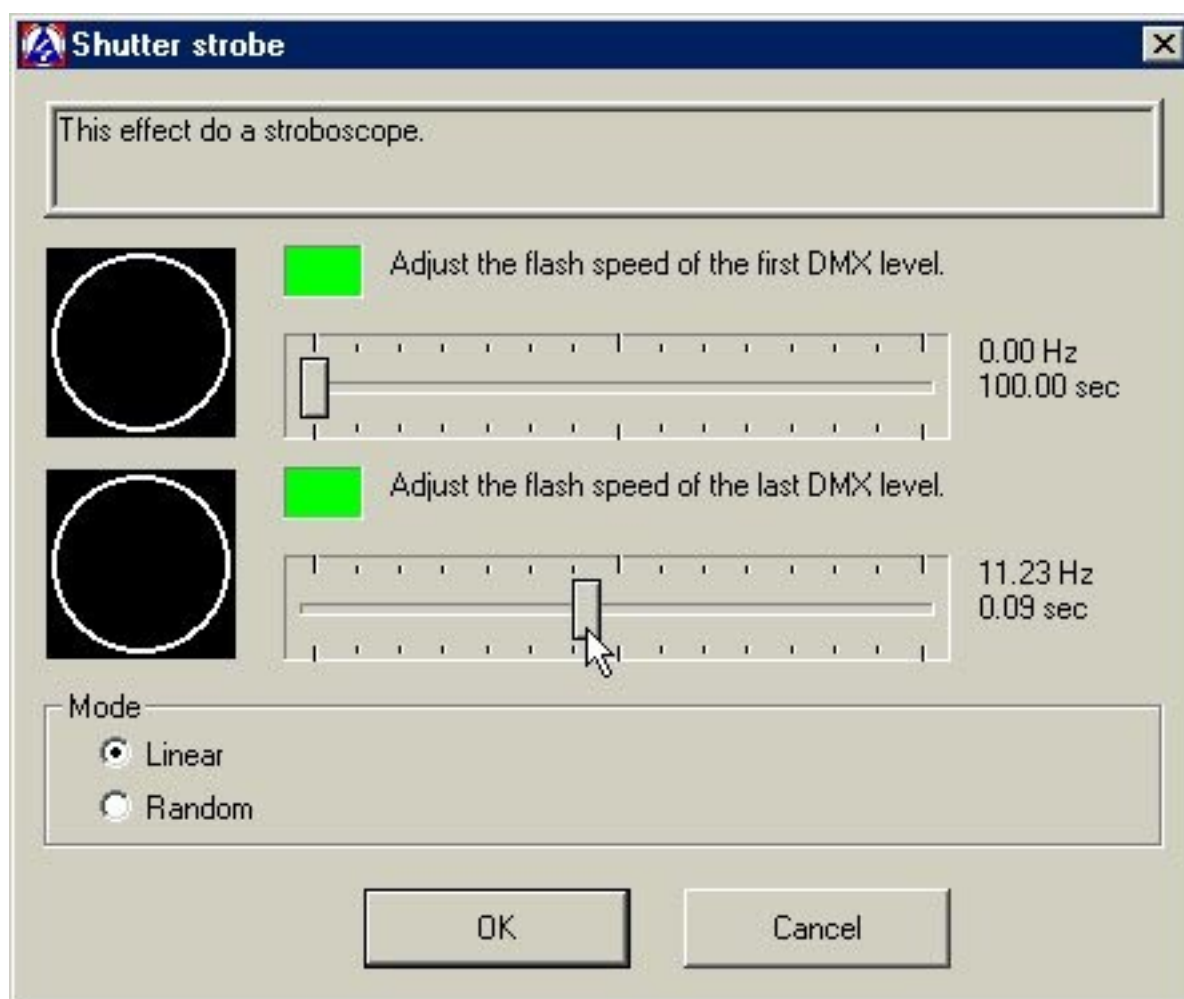 Shutter strobe
This effect do a stroboscope.
Adjust the flash speed of the first DMX level.
0.00 Hz
100.00 sec
Adjust the flash speed of the last DMX level.
11.23 Hz
0.09 sec
Mode
Linear
Random
OK
Cancel